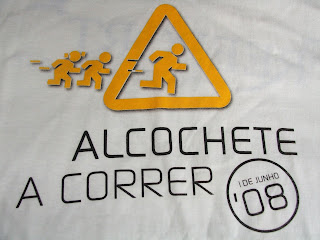 ALCOCHETE
A CORRER
1 DE JUNHO
'08